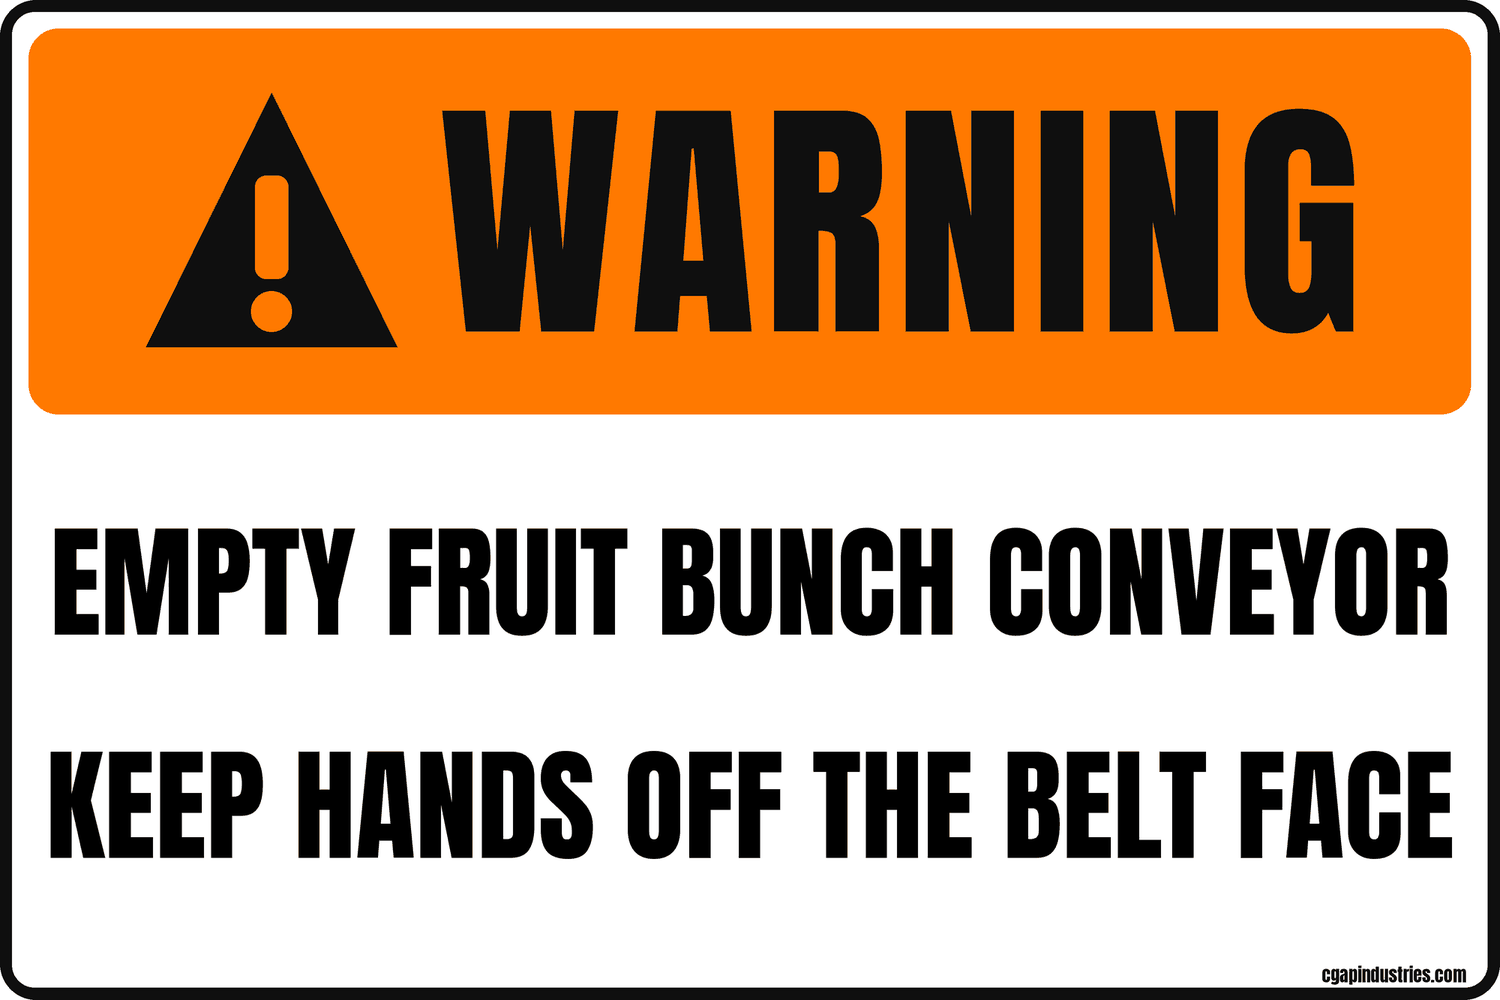 WARNING
EMPTY FRUIT BUNCH CONVEYOR
KEEP HANDS OFF THE BELT FACE
cgapindustries.com